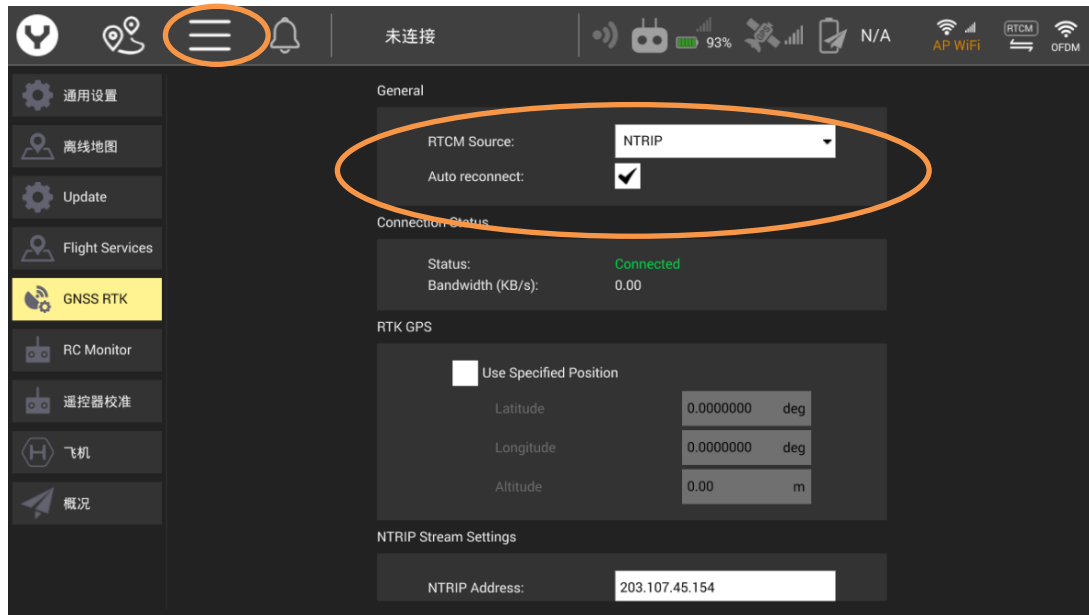 未连接
93%
N/A
AP WiFi
RTCM
OFDM
通用设置
离线地图
Update
Flight Services
GNSS RTK
RC Monitor
遥控器校准
飞机
概况
General
RTCM Source: NTRIP
Auto reconnect:
Connection Status
Status: Connected
Bandwidth (KB/s): 0.00
RTK GPS
Use Specified Position
Latitude 0.0000000 deg
Longitude 0.0000000 deg
Altitude 0.00 m
NTRIP Stream Settings
NTRIP Address: 203.107.45.154